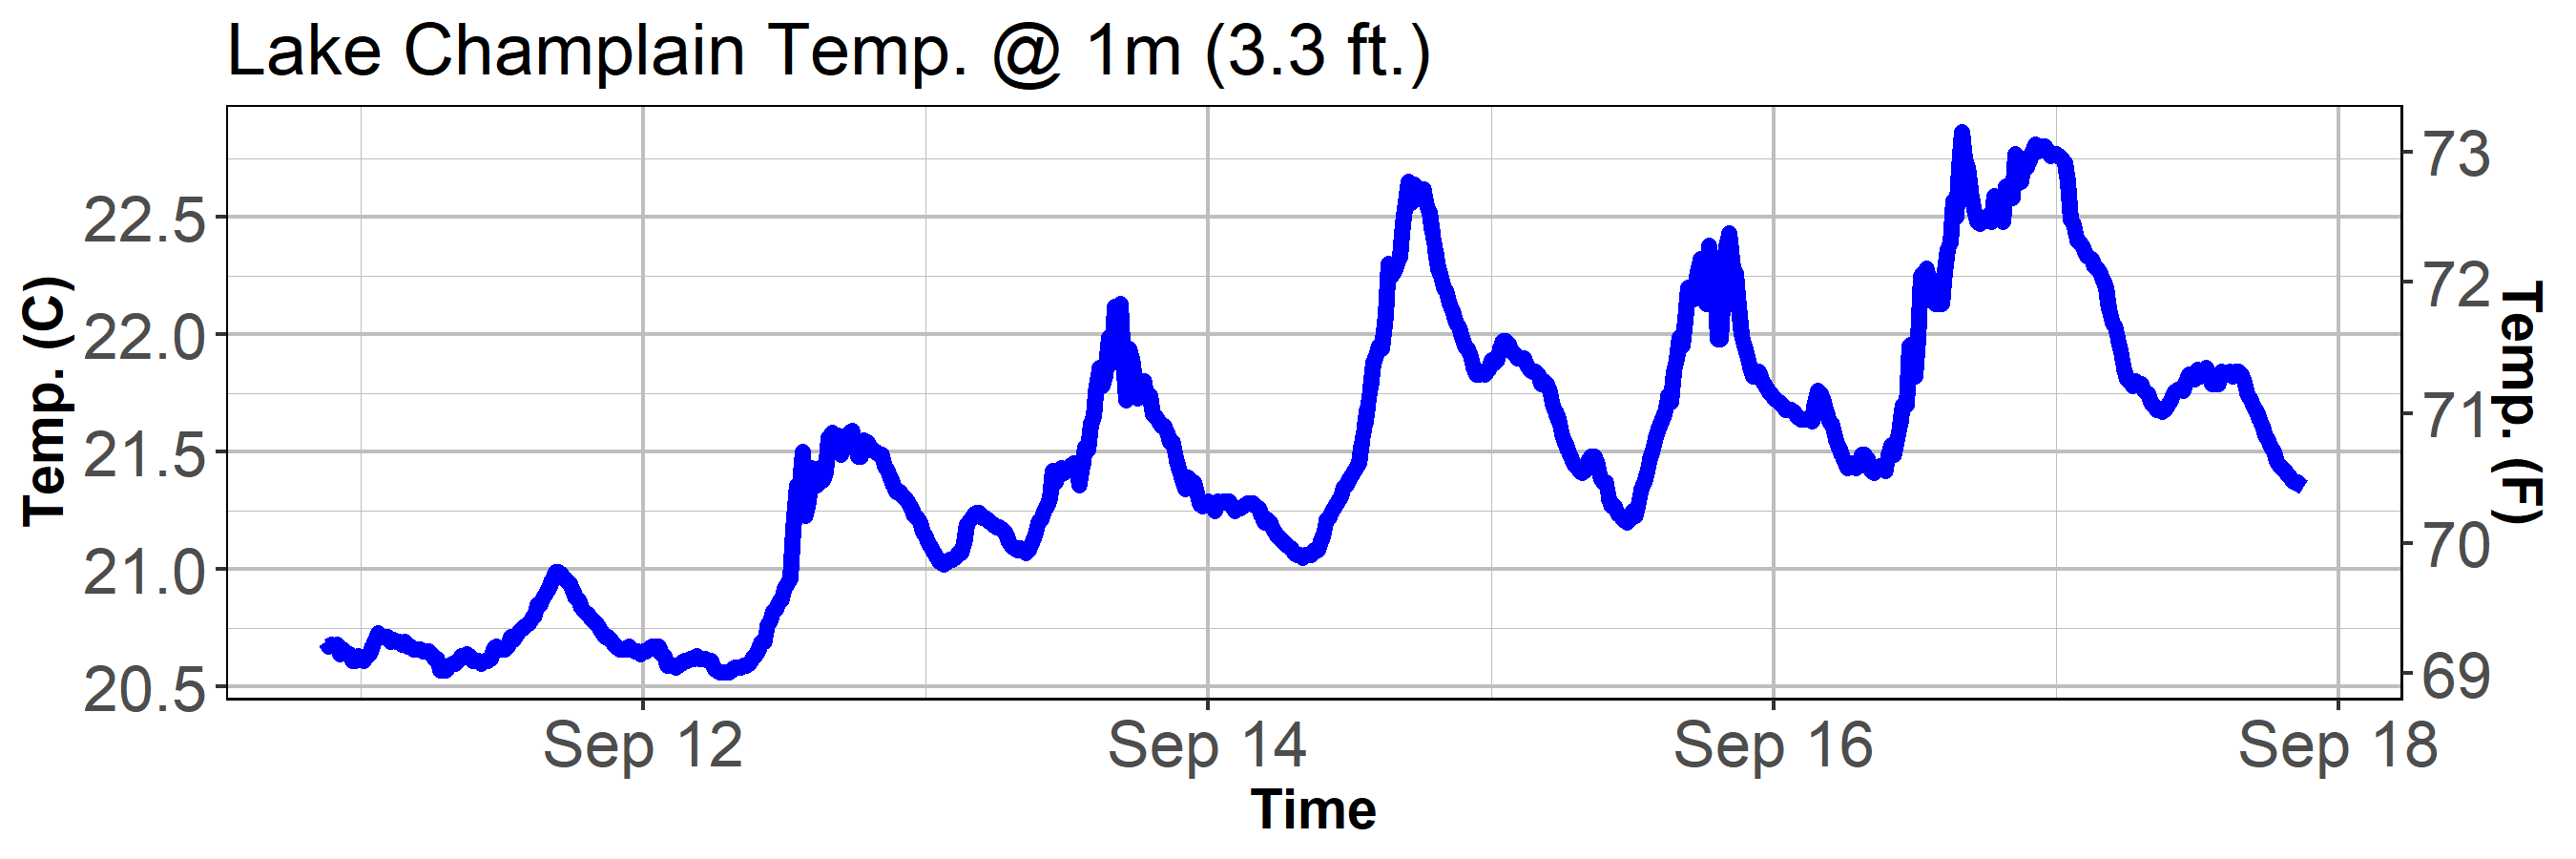 Lake Champlain Temp. @ 1m (3.3 ft.)
Temp. (C)
22.5
22.0
21.5
21.0
20.5
73
72
71
70
69
Temp. (F)
Sep 12
Sep 14
Sep 16
Sep 18
Time